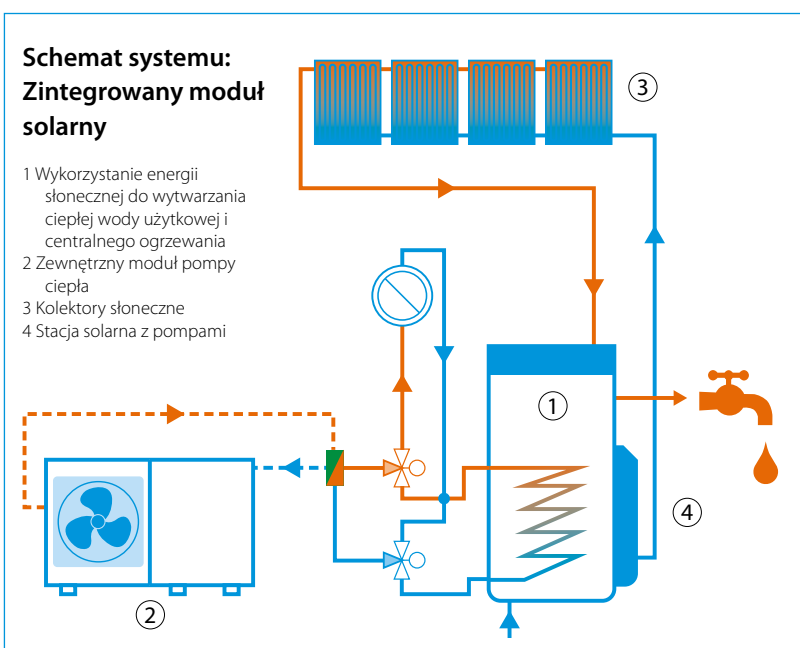 Schemat systemu:
Zintegrowany moduł
solarny
1 Wykorzystanie energii
słonecznej do wytwarzania
ciepłej wody użytkowej i
centralnego ogrzewania
2 Zewnętrzny moduł pompy
ciepła
3 Kolektory słoneczne
4 Stacja solarna z pompami
3
1
4
2